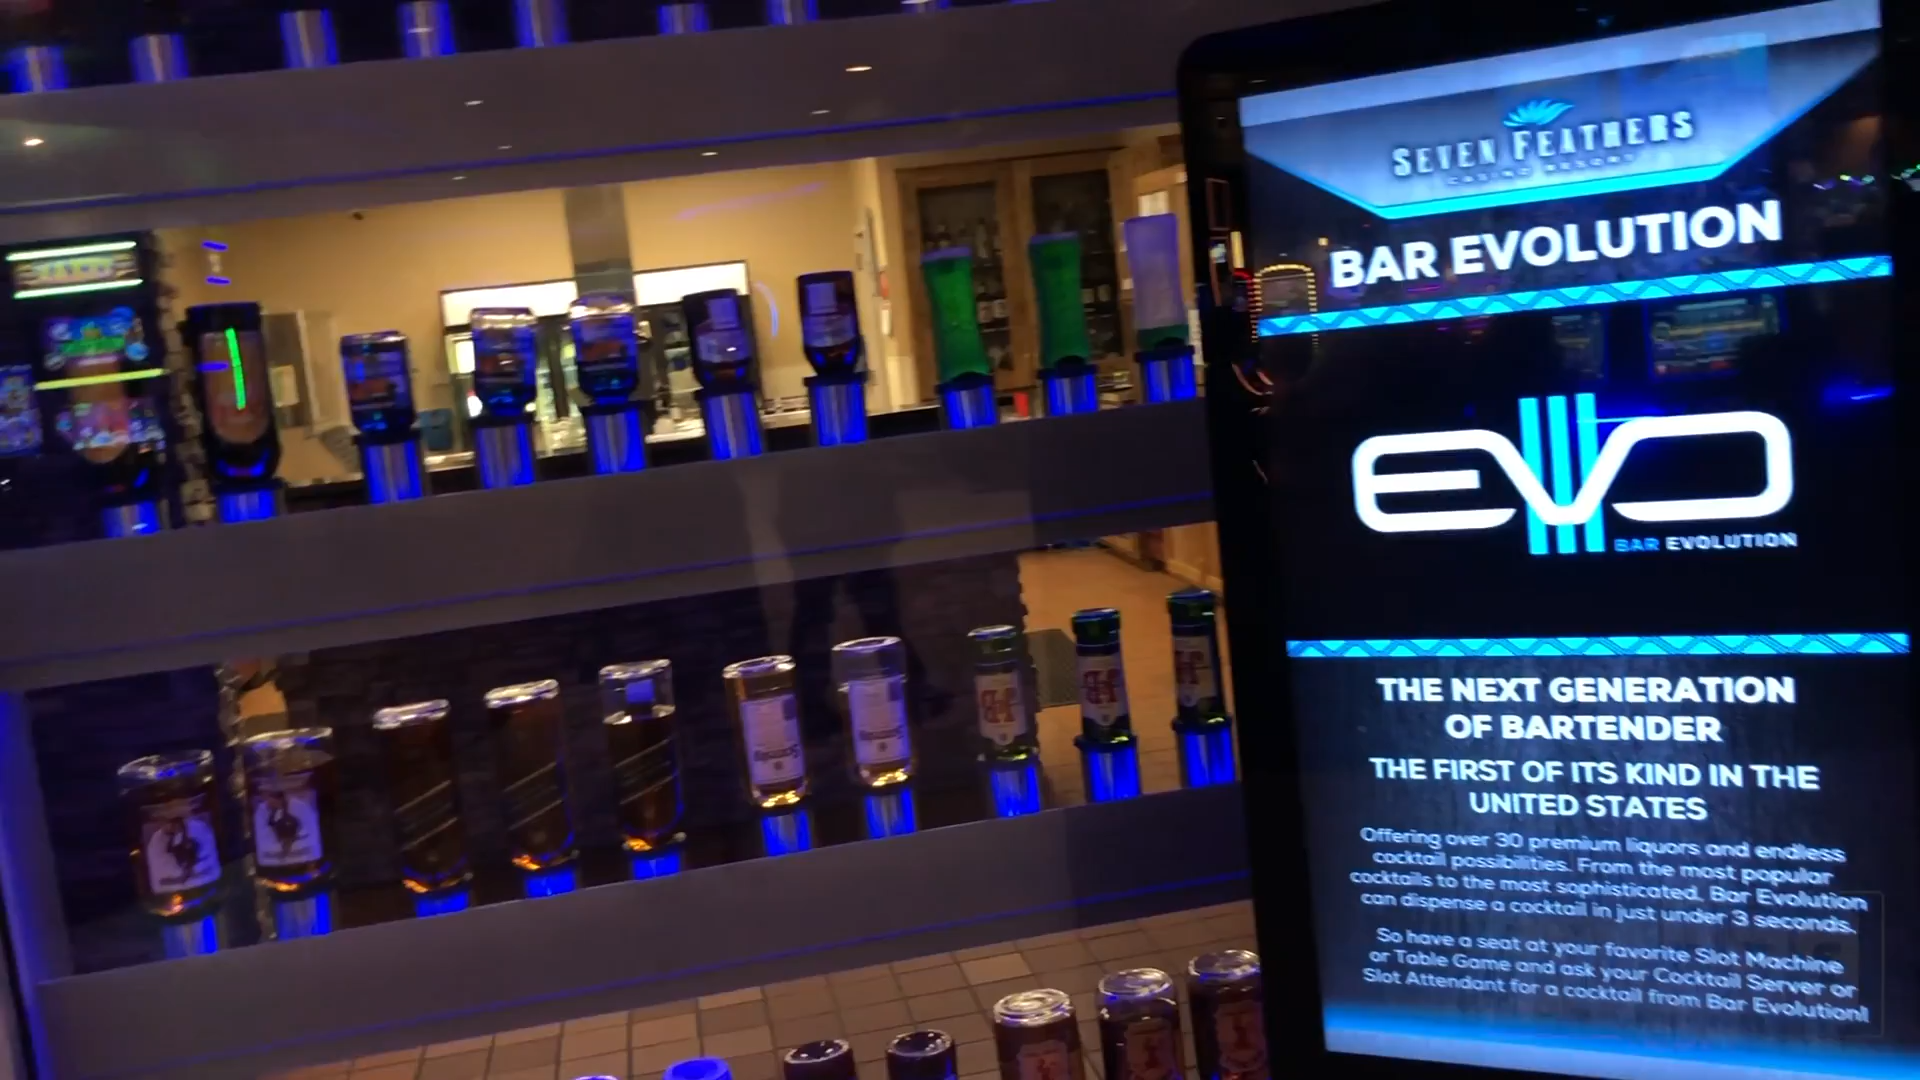 SEVEN FEATHERS
CASINO RESORT
BAR EVOLUTION
EVO
BAR EVOLUTION
THE NEXT GENERATION
OF BARTENDER
THE FIRST OF ITS KIND IN THE
UNITED STATES
Offering over 30 premium liquors and endless
cocktail possibilities. From the most popular
cocktails to the most sophisticated, Bar Evolution
can dispense a cocktail in just under 3 seconds.
So have a seat at your favorite Slot Machine
or Table Game and ask your Cocktail Server or
Slot Attendant for a cocktail from Bar Evolution!